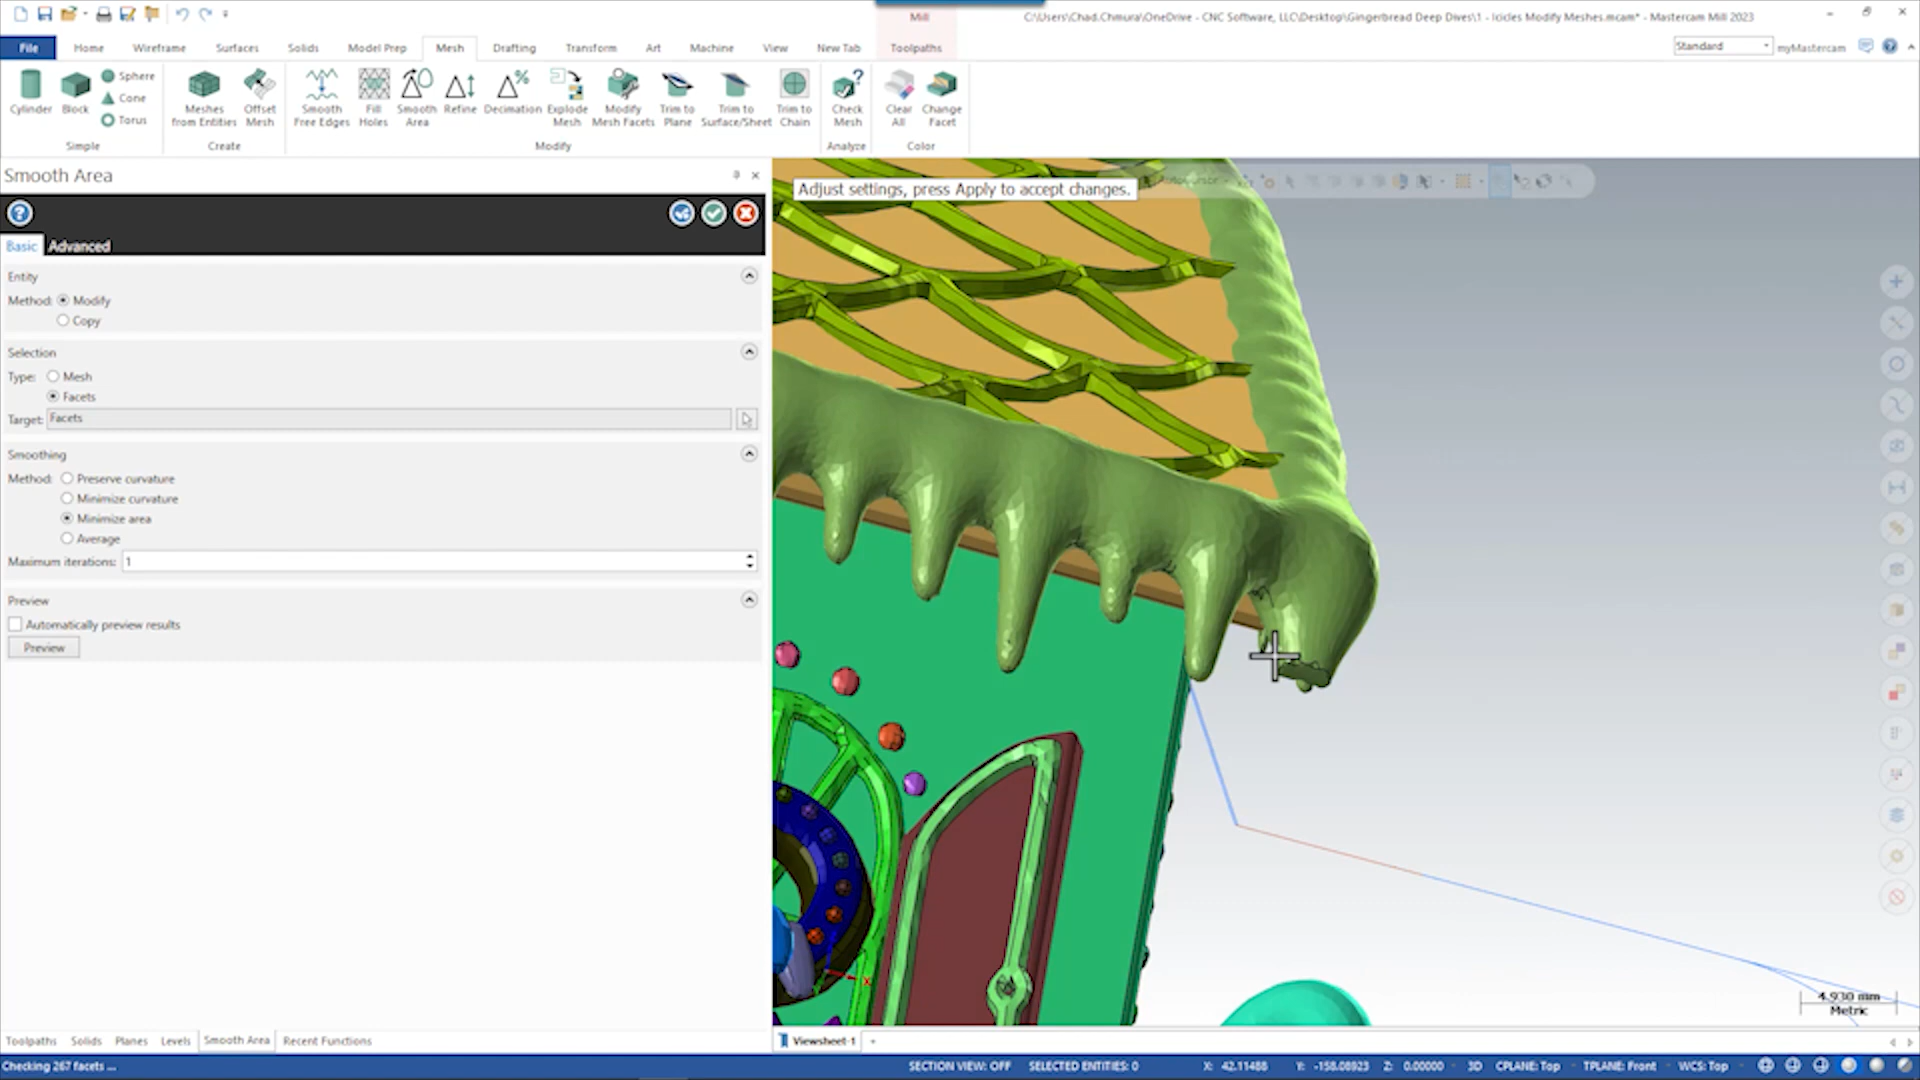 Mill
C:\Users\Chad.Chmura\OneDrive - CNC Software, LLC\Desktop\Gingerbread Deep Dives\1 - Icicles Modify Meshes.mcam* - Mastercam Mill 2023
File Home Wireframe Surfaces Solids Model Prep Mesh Drafting Transform Art Machine View New Tab Toolpaths
Standard myMastercam
Cylinder Block Sphere Cone Torus
Meshes from Entities Offset Mesh
Smooth Free Edges Fill Holes Smooth Area Refine Decimation Explode Mesh Modify Mesh Facets Trim to Plane Trim to Surface/Sheet Trim to Chain
Check Mesh Clear All Change Facet
Simple Create Modify Analyze Color
Smooth Area
Adjust settings, press Apply to accept changes.
Basic Advanced
Entity
Method: Modify
Copy
Selection
Type: Mesh
Facets
Target: Facets
Smoothing
Method: Preserve curvature
Minimize curvature
Minimize area
Average
Maximum iterations: 1
Preview
Automatically preview results
Preview
X
4.930 mm
Metric
Toolpaths Solids Planes Levels Smooth Area Recent Functions
Viewsheet-1
Checking 267 facets ...
SECTION VIEW: OFF SELECTED ENTITIES: 0 X: 42.11488 Y: -158.08923 Z: 0.00000 3D CPLANE: Top TPLANE: Front WCS: Top